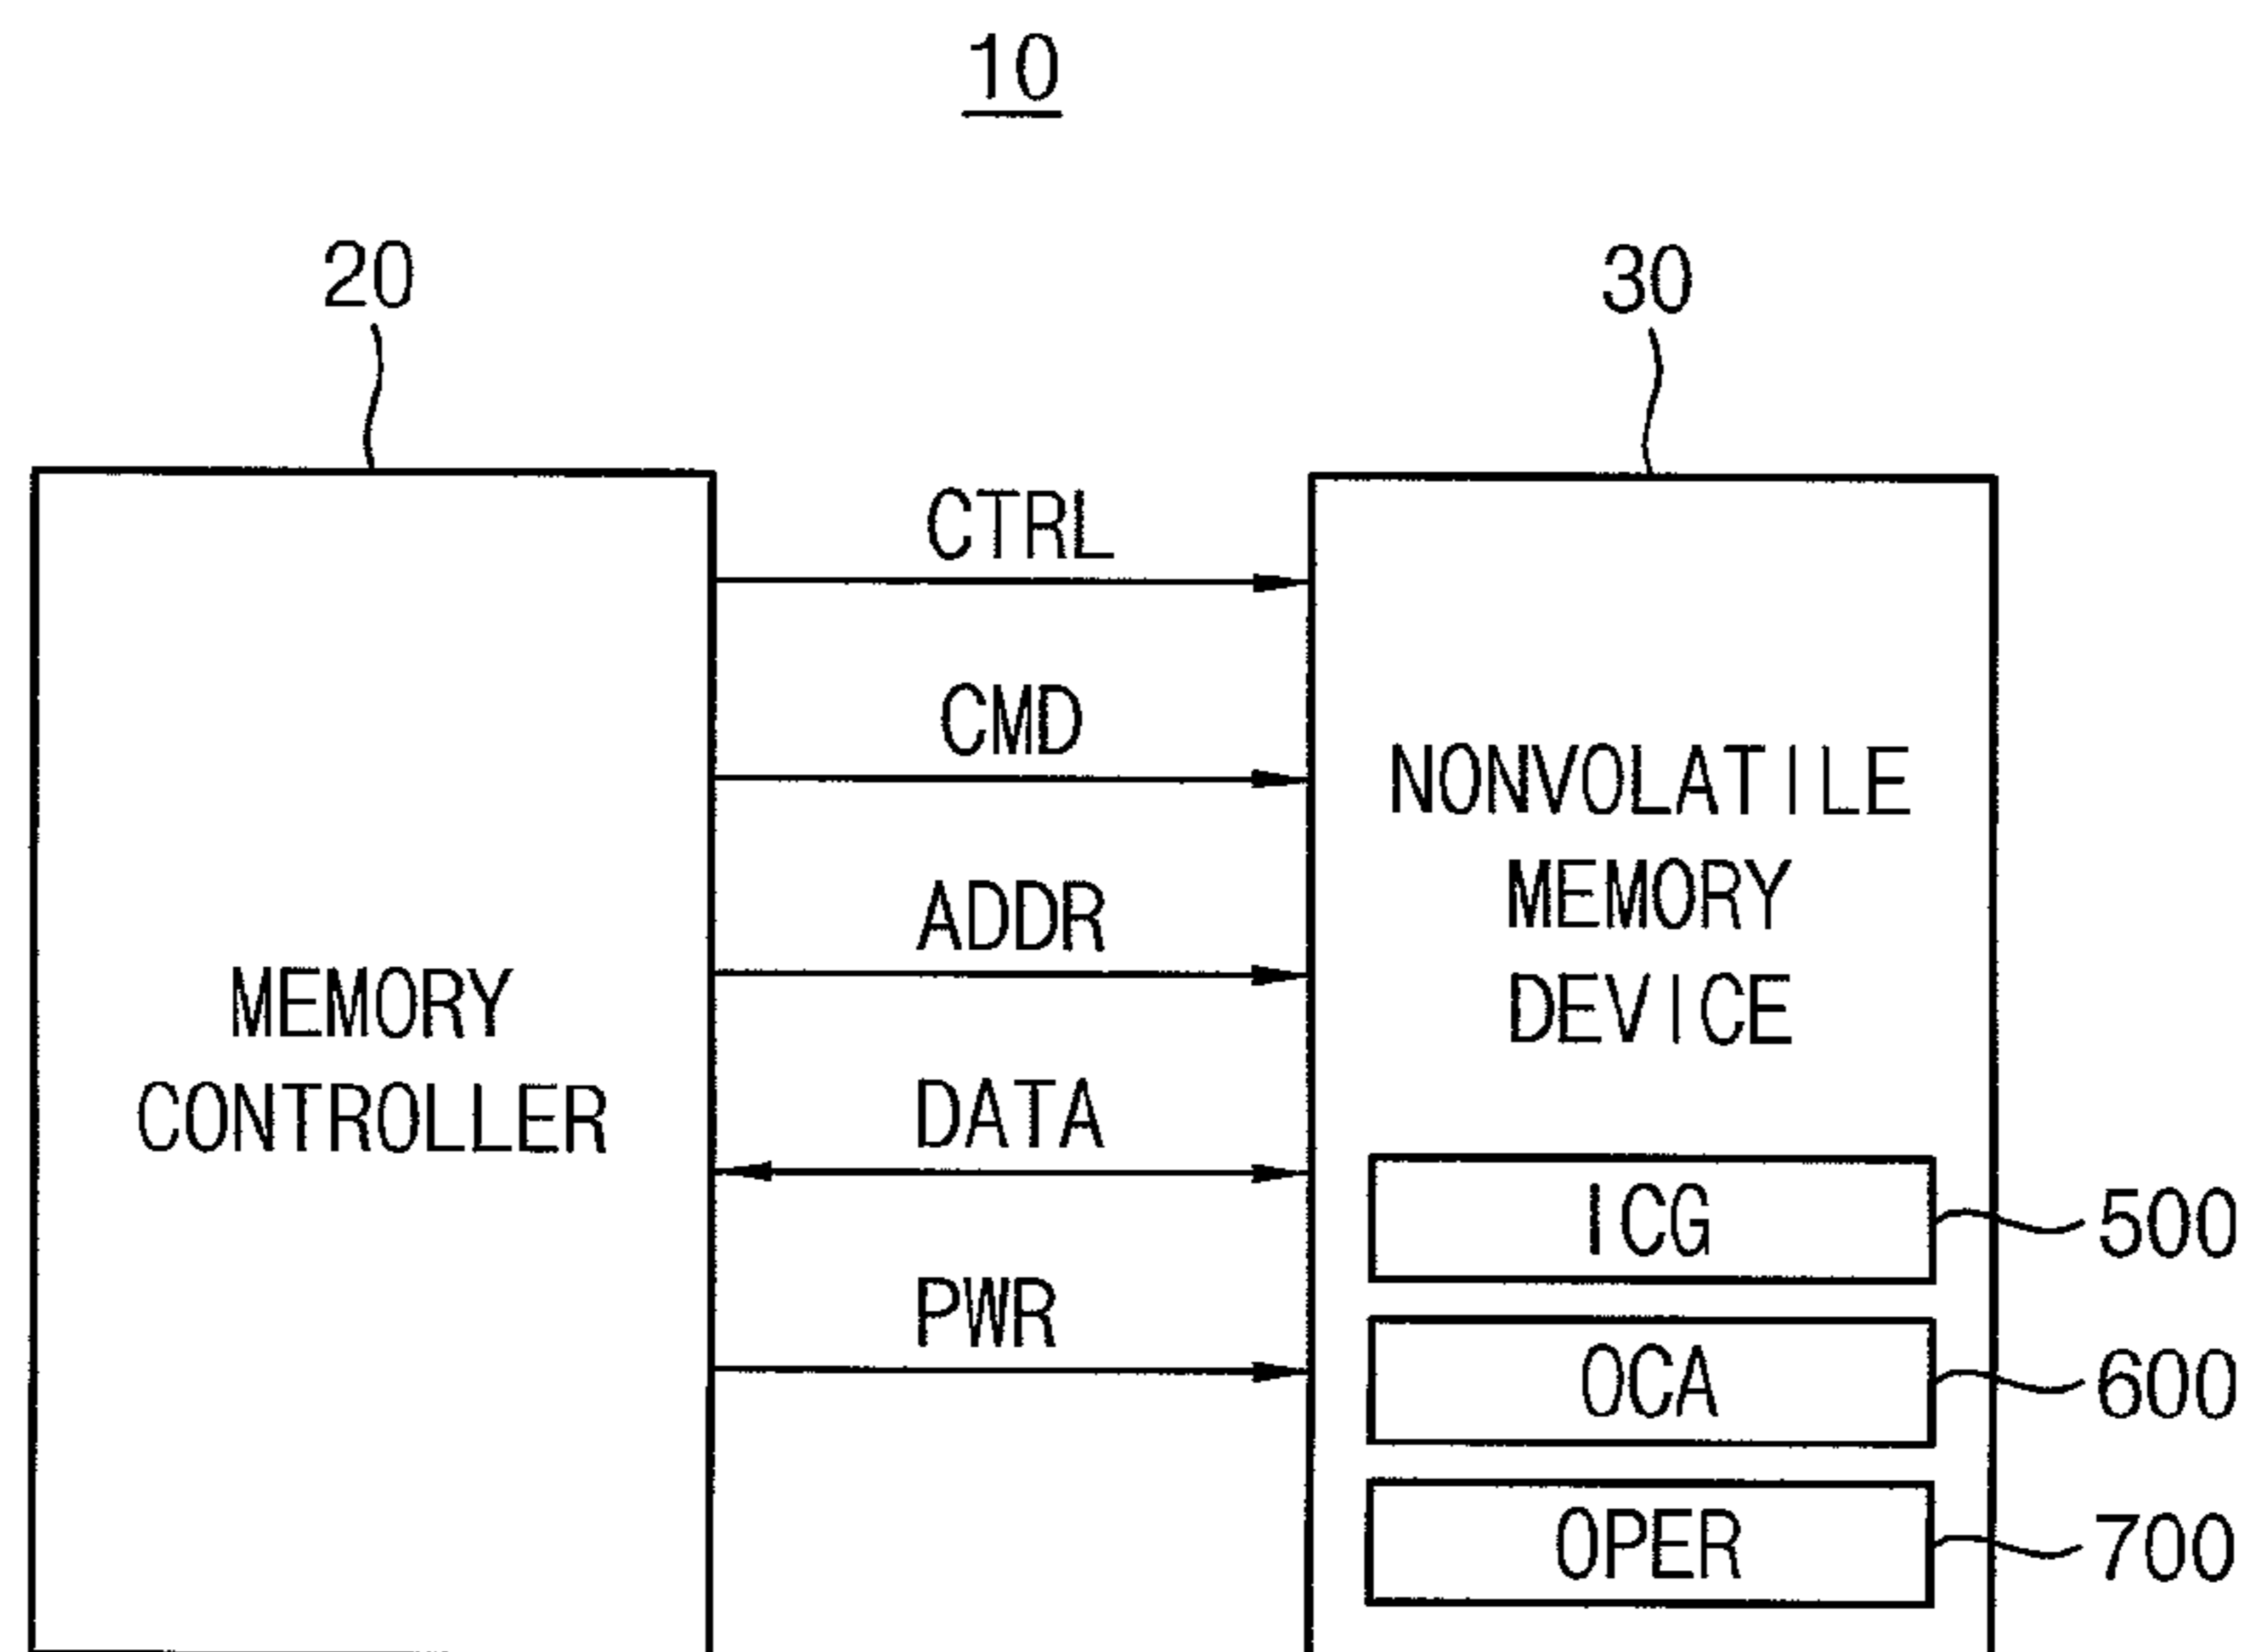 10
20
30
CTRL
CMD
ADDR
DATA
PWR
MEMORY
CONTROLLER
NONVOLATILE
MEMORY
DEVICE
ICG
500
OCA
600
OPER
700